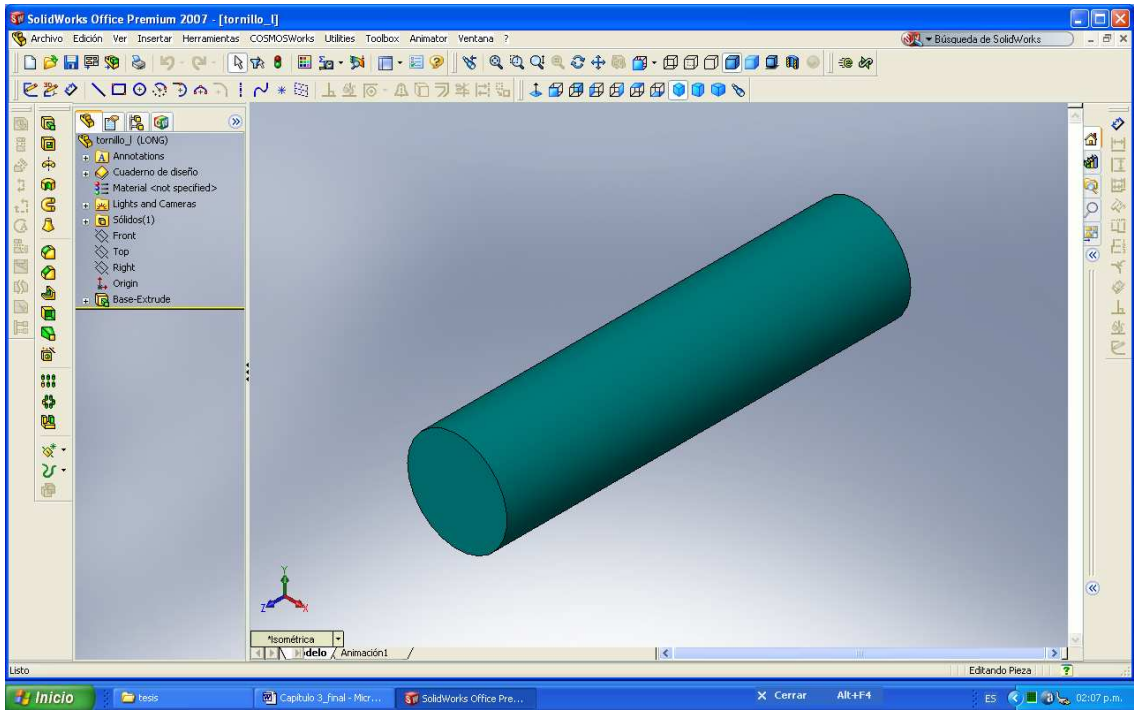 SolidWorks Office Premium 2007 - [tornillo_l]
Archivo Edición Ver Insertar Herramientas COSMOSWorks Utilities Toolbox Animator Ventana ?
Búsqueda de SolidWorks
tornillo_l (LONG)
Annotations
Cuaderno de diseño
Material <not specified>
Lights and Cameras
Sólidos(1)
Front
Top
Right
Origin
Base-Extrude
Y
Z X
*Isométrica
delo Animación1
Listo
Editando Pieza
Inicio tesis Capítulo 3_final - Micr... SolidWorks Office Pre... X Cerrar Alt+F4 ES 02:07 p.m.